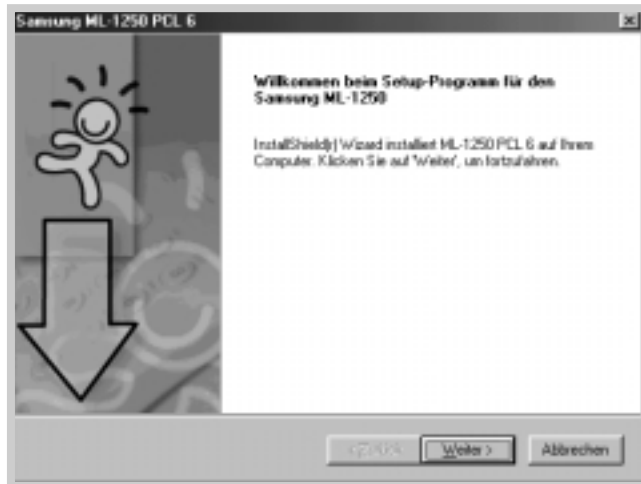 Samsung ML-1250 PCL 6
Willkommen beim Setup-Programm für den
Samsung ML-1250
InstallShield(r) Wizard installiert ML-1250 PCL 6 auf Ihrem
Computer. Klicken Sie auf 'Weiter', um fortzufahren.
< Zurück
Weiter >
Abbrechen